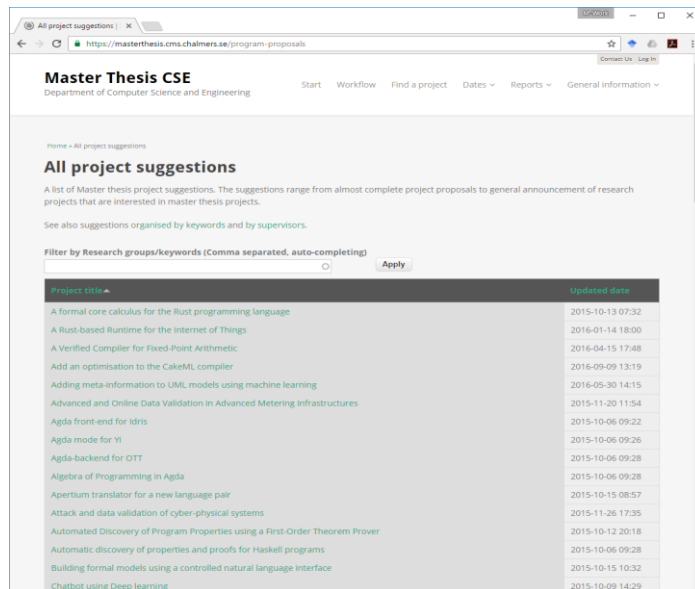 All project suggestions |
https://masterthesis.cms.chalmers.se/program-proposals
Contact Us Log In
Master Thesis CSE
Department of Computer Science and Engineering
Start Workflow Find a project Dates Reports General information
Home » All project suggestions
All project suggestions
A list of Master thesis project suggestions. The suggestions range from almost complete project proposals to general announcement of research
projects that are interested in master thesis projects.
See also suggestions organised by keywords and by supervisors.
Filter by Research groups/keywords (Comma separated, auto-completing)
Apply
Project title Updated date
A formal core calculus for the Rust programming language 2015-10-13 07:32
A Rust-based Runtime for the Internet of Things 2016-01-14 18:00
A Verified Compiler for Fixed-Point Arithmetic 2016-04-15 17:48
Add an optimisation to the CakeML compiler 2016-09-09 13:19
Adding meta-information to UML models using machine learning 2016-05-30 14:15
Advanced and Online Data Validation in Advanced Metering Infrastructures 2015-11-20 11:54
Agda front-end for Idris 2015-10-06 09:22
Agda mode for Yi 2015-10-06 09:26
Agda-backend for OTT 2015-10-06 09:28
Algebra of Programming in Agda 2015-10-06 09:28
Apertium translator for a new language pair 2015-10-15 08:57
Attack and data validation of cyber-physical systems 2015-11-26 17:35
Automated Discovery of Program Properties using a First-Order Theorem Prover 2015-10-12 20:18
Automatic discovery of properties and proofs for Haskell programs 2015-10-06 09:28
Building formal models using a controlled natural language interface 2015-10-15 10:32
Chatbot using Deep learning 2015-10-09 14:29